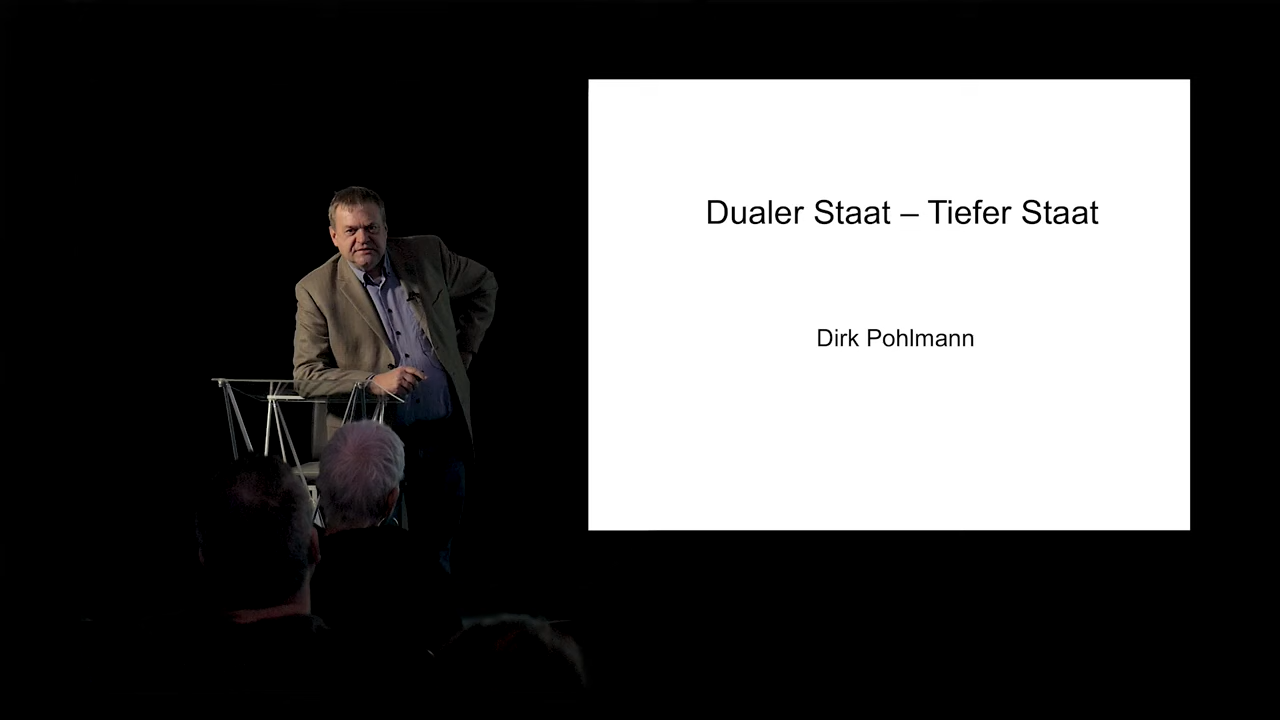 Dualer Staat – Tiefer Staat
Dirk Pohlmann